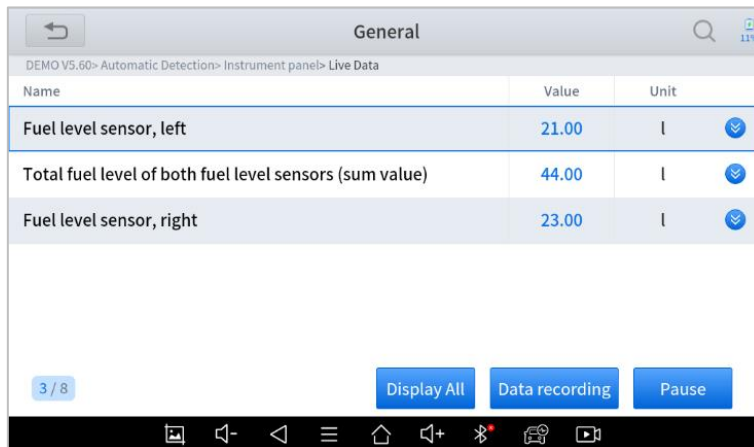 General
11%
DEMO V5.60> Automatic Detection> Instrument panel> Live Data
Name Value Unit
Fuel level sensor, left 21.00 l
Total fuel level of both fuel level sensors (sum value) 44.00 l
Fuel level sensor, right 23.00 l
3 / 8 Display All Data recording Pause